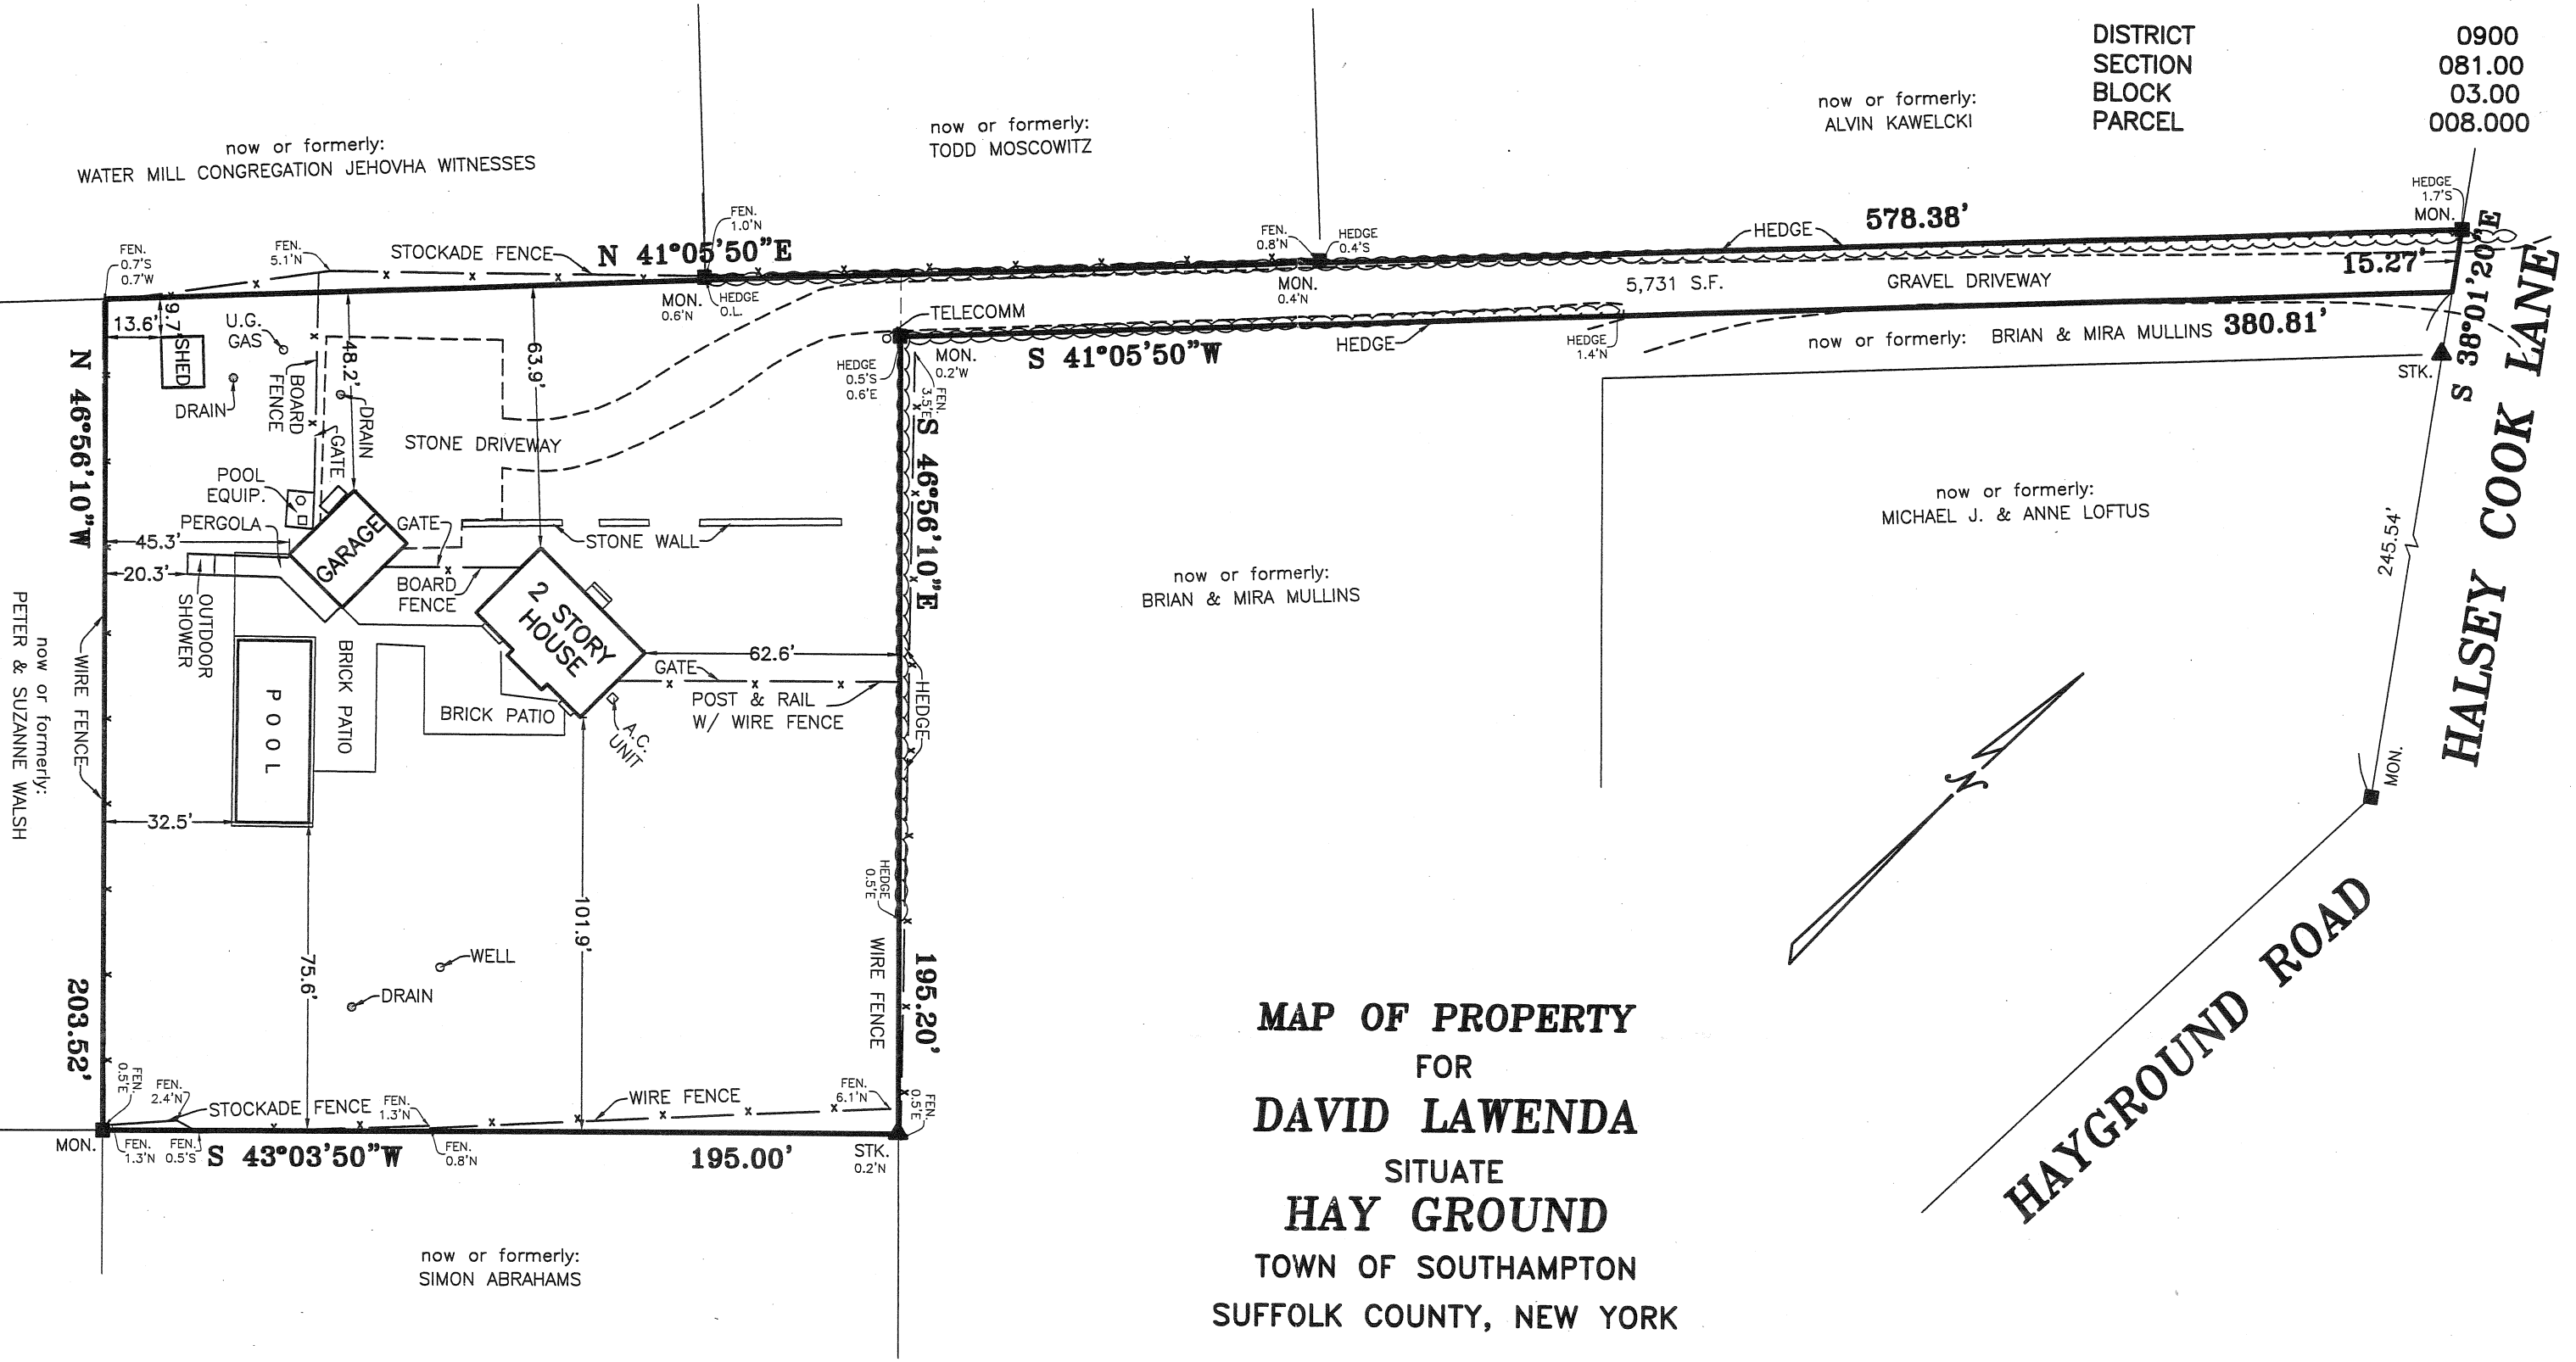 DISTRICT 0900
SECTION 081.00
BLOCK 03.00
PARCEL 008.000
now or formerly:
WATER MILL CONGREGATION JEHOVHA WITNESSES
now or formerly:
TODD MOSCOWITZ
now or formerly:
ALVIN KAWELCKI
FEN.
0.7'S
0.7'W
FEN.
5.1'N
STOCKADE FENCE
N 41°05'50"E
FEN.
1.0'N
MON.
0.6'N
HEDGE
O.L.
FEN.
0.8'N
HEDGE
0.4'S
MON.
0.4'N
HEDGE
578.38'
HEDGE
1.7'S
MON.
15.27'
S 38°01'20"E
5,731 S.F.
GRAVEL DRIVEWAY
TELECOMM
MON.
0.2'W
HEDGE
0.5'S
0.6'E
S 41°05'50"W
HEDGE
HEDGE
1.4'N
now or formerly: BRIAN & MIRA MULLINS
380.81'
STK.
HALSEY COOK LANE
245.54'
MON.
HAYGROUND ROAD
N 46°56'10"W
13.6'
9.7'
SHED
U.G.
GAS
DRAIN
BOARD
FENCE
48.2'
DRAIN
GATE
63.9'
STONE DRIVEWAY
FEN.
3.5'E
S 46°56'10"E
POOL
EQUIP.
PERGOLA
45.3'
20.3'
GARAGE
GATE
BOARD
FENCE
STONE WALL
OUTDOOR
SHOWER
2 STORY
HOUSE
62.6'
GATE
POST & RAIL
W/ WIRE FENCE
HEDGE
BRICK PATIO
BRICK PATIO
A.C.
UNIT
POOL
32.5'
WIRE FENCE
now or formerly:
PETER & SUZANNE WALSH
now or formerly:
BRIAN & MIRA MULLINS
now or formerly:
MICHAEL J. & ANNE LOFTUS
N
HEDGE
0.5'E
WIRE FENCE
195.20'
101.9'
75.6'
WELL
DRAIN
203.52'
FEN.
0.5'E
FEN.
2.4'N
STOCKADE FENCE
FEN.
1.3'N
WIRE FENCE
FEN.
6.1'N
FEN.
0.5'E
MON.
FEN.
1.3'N
FEN.
0.5'S
S 43°03'50"W
FEN.
0.8'N
195.00'
STK.
0.2'N
now or formerly:
SIMON ABRAHAMS
MAP OF PROPERTY
FOR
DAVID LAWENDA
SITUATE
HAY GROUND
TOWN OF SOUTHAMPTON
SUFFOLK COUNTY, NEW YORK